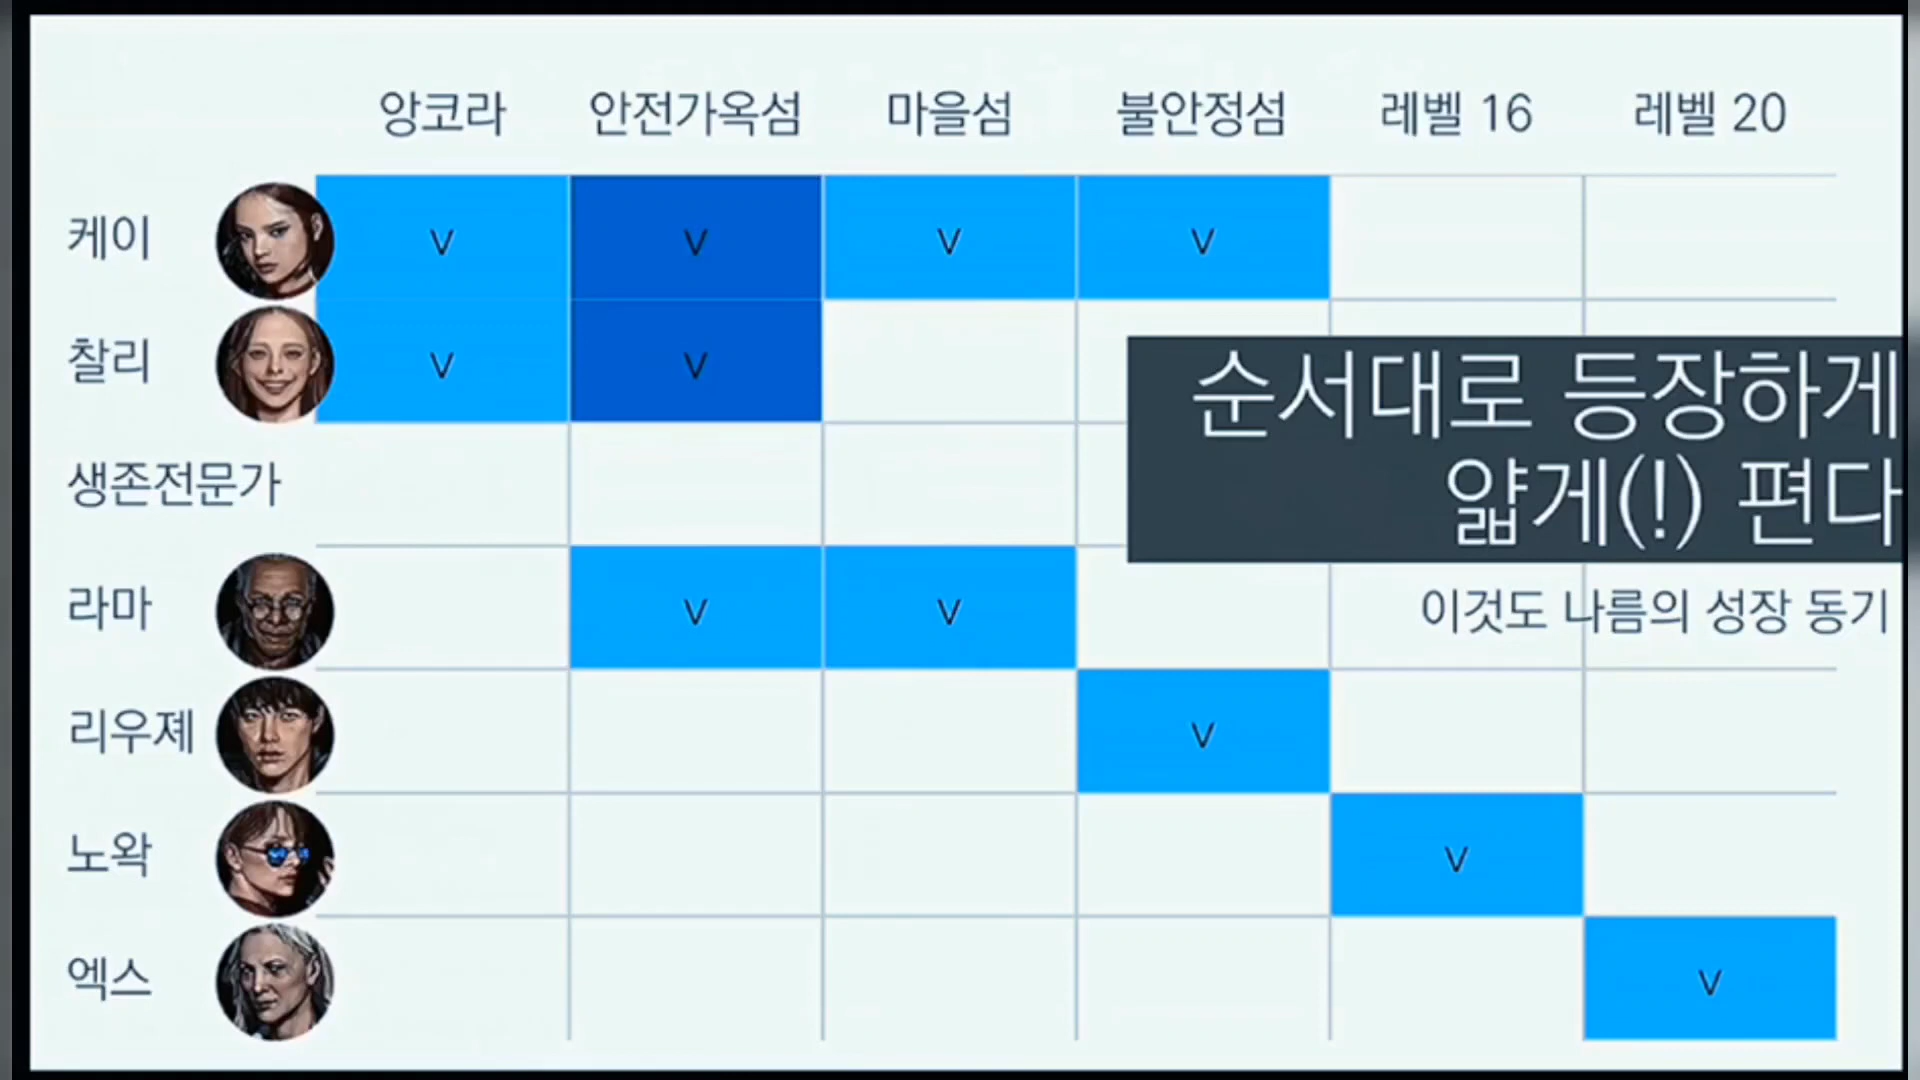 앙코라 안전가옥섬 마을섬 불안정섬 레벨 16 레벨 20
케이 V V V V
찰리 V V
순서대로 등장하게
얇게(!) 편다
생존전문가
라마 V V
이것도 나름의 성장 동기
리우졔 V
노왁 V
엑스 V